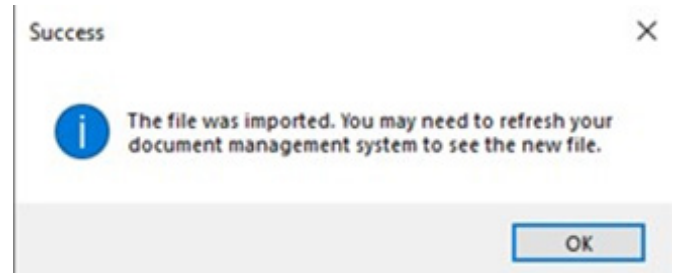 Success
The file was imported. You may need to refresh your
document management system to see the new file.
OK